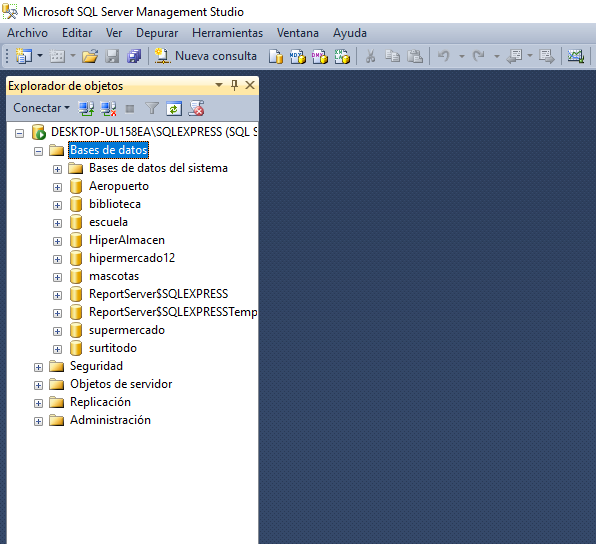 Microsoft SQL Server Management Studio
Archivo Editar Ver Depurar Herramientas Ventana Ayuda
Nueva consulta
Explorador de objetos
Conectar
DESKTOP-UL158EA\SQLEXPRESS (SQL S
Bases de datos
Bases de datos del sistema
Aeropuerto
biblioteca
escuela
HiperAlmacen
hipermercado12
mascotas
ReportServer$SQLEXPRESS
ReportServer$SQLEXPRESSTemp
supermercado
surtitodo
Seguridad
Objetos de servidor
Replicación
Administración